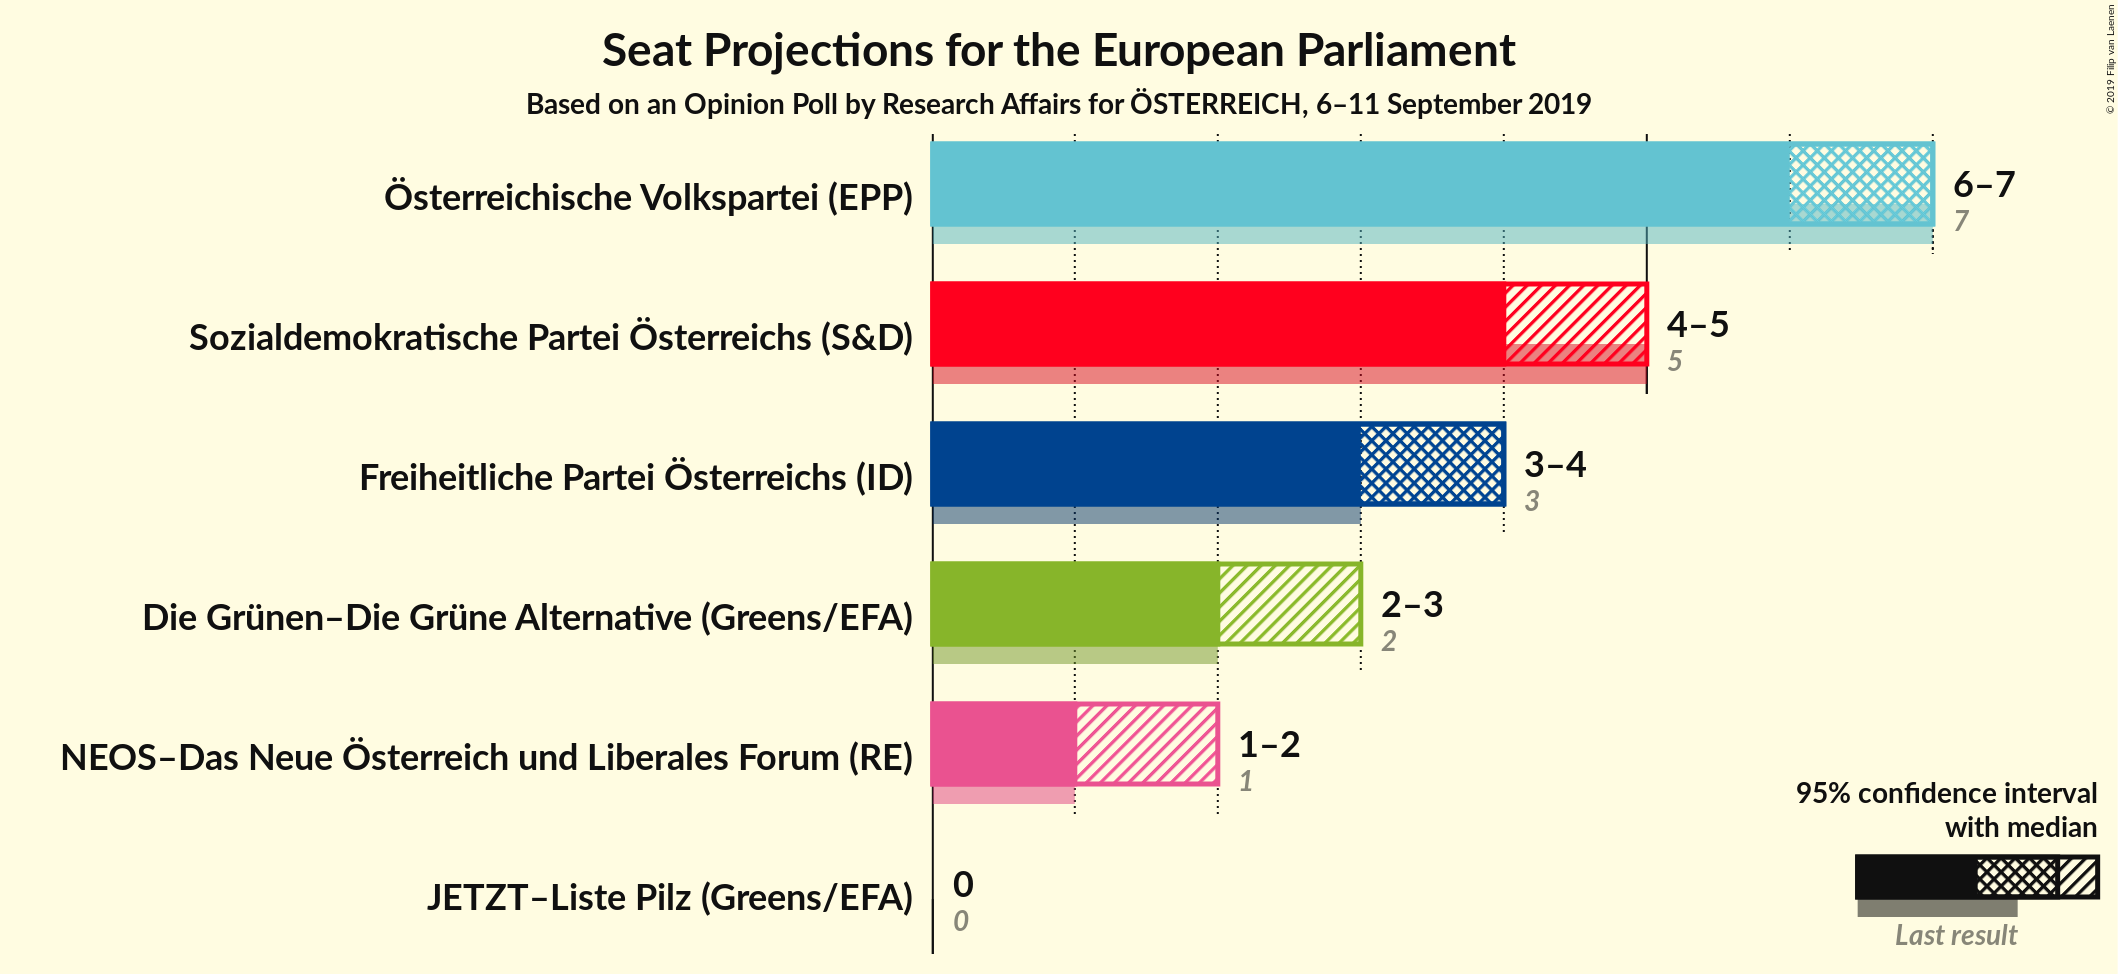 Seat Projections for the European Parliament
Based on an Opinion Poll by Research Affairs for ÖSTERREICH, 6–11 September 2019
© 2019 Filip van Laenen
Österreichische Volkspartei (EPP)
6–7
7
Sozialdemokratische Partei Österreichs (S&D)
4–5
5
Freiheitliche Partei Österreichs (ID)
3–4
3
Die Grünen–Die Grüne Alternative (Greens/EFA)
2–3
2
NEOS–Das Neue Österreich und Liberales Forum (RE)
1–2
1
JETZT–Liste Pilz (Greens/EFA)
0
0
95% confidence interval
with median
Last result